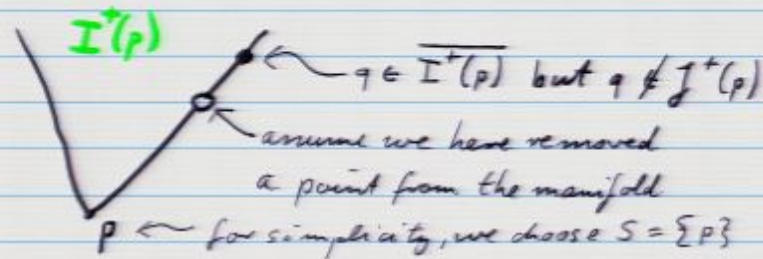 I⁺(p)
q ∈ \overline{I⁺(p)} but q ∉ J⁺(p)
assume we have removed
a point from the manifold
p ← for simplicity, we choose S = {p}